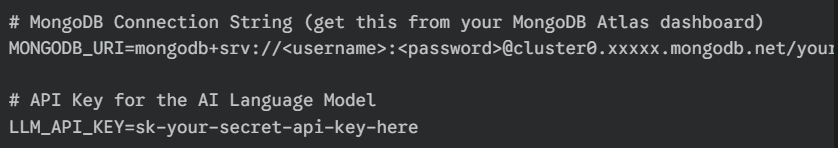 # MongoDB Connection String (get this from your MongoDB Atlas dashboard)
MONGODB_URI=mongodb+srv://<username>:<password>@cluster0.xxxxx.mongodb.net/your
# API Key for the AI Language Model
LLM_API_KEY=sk-your-secret-api-key-here